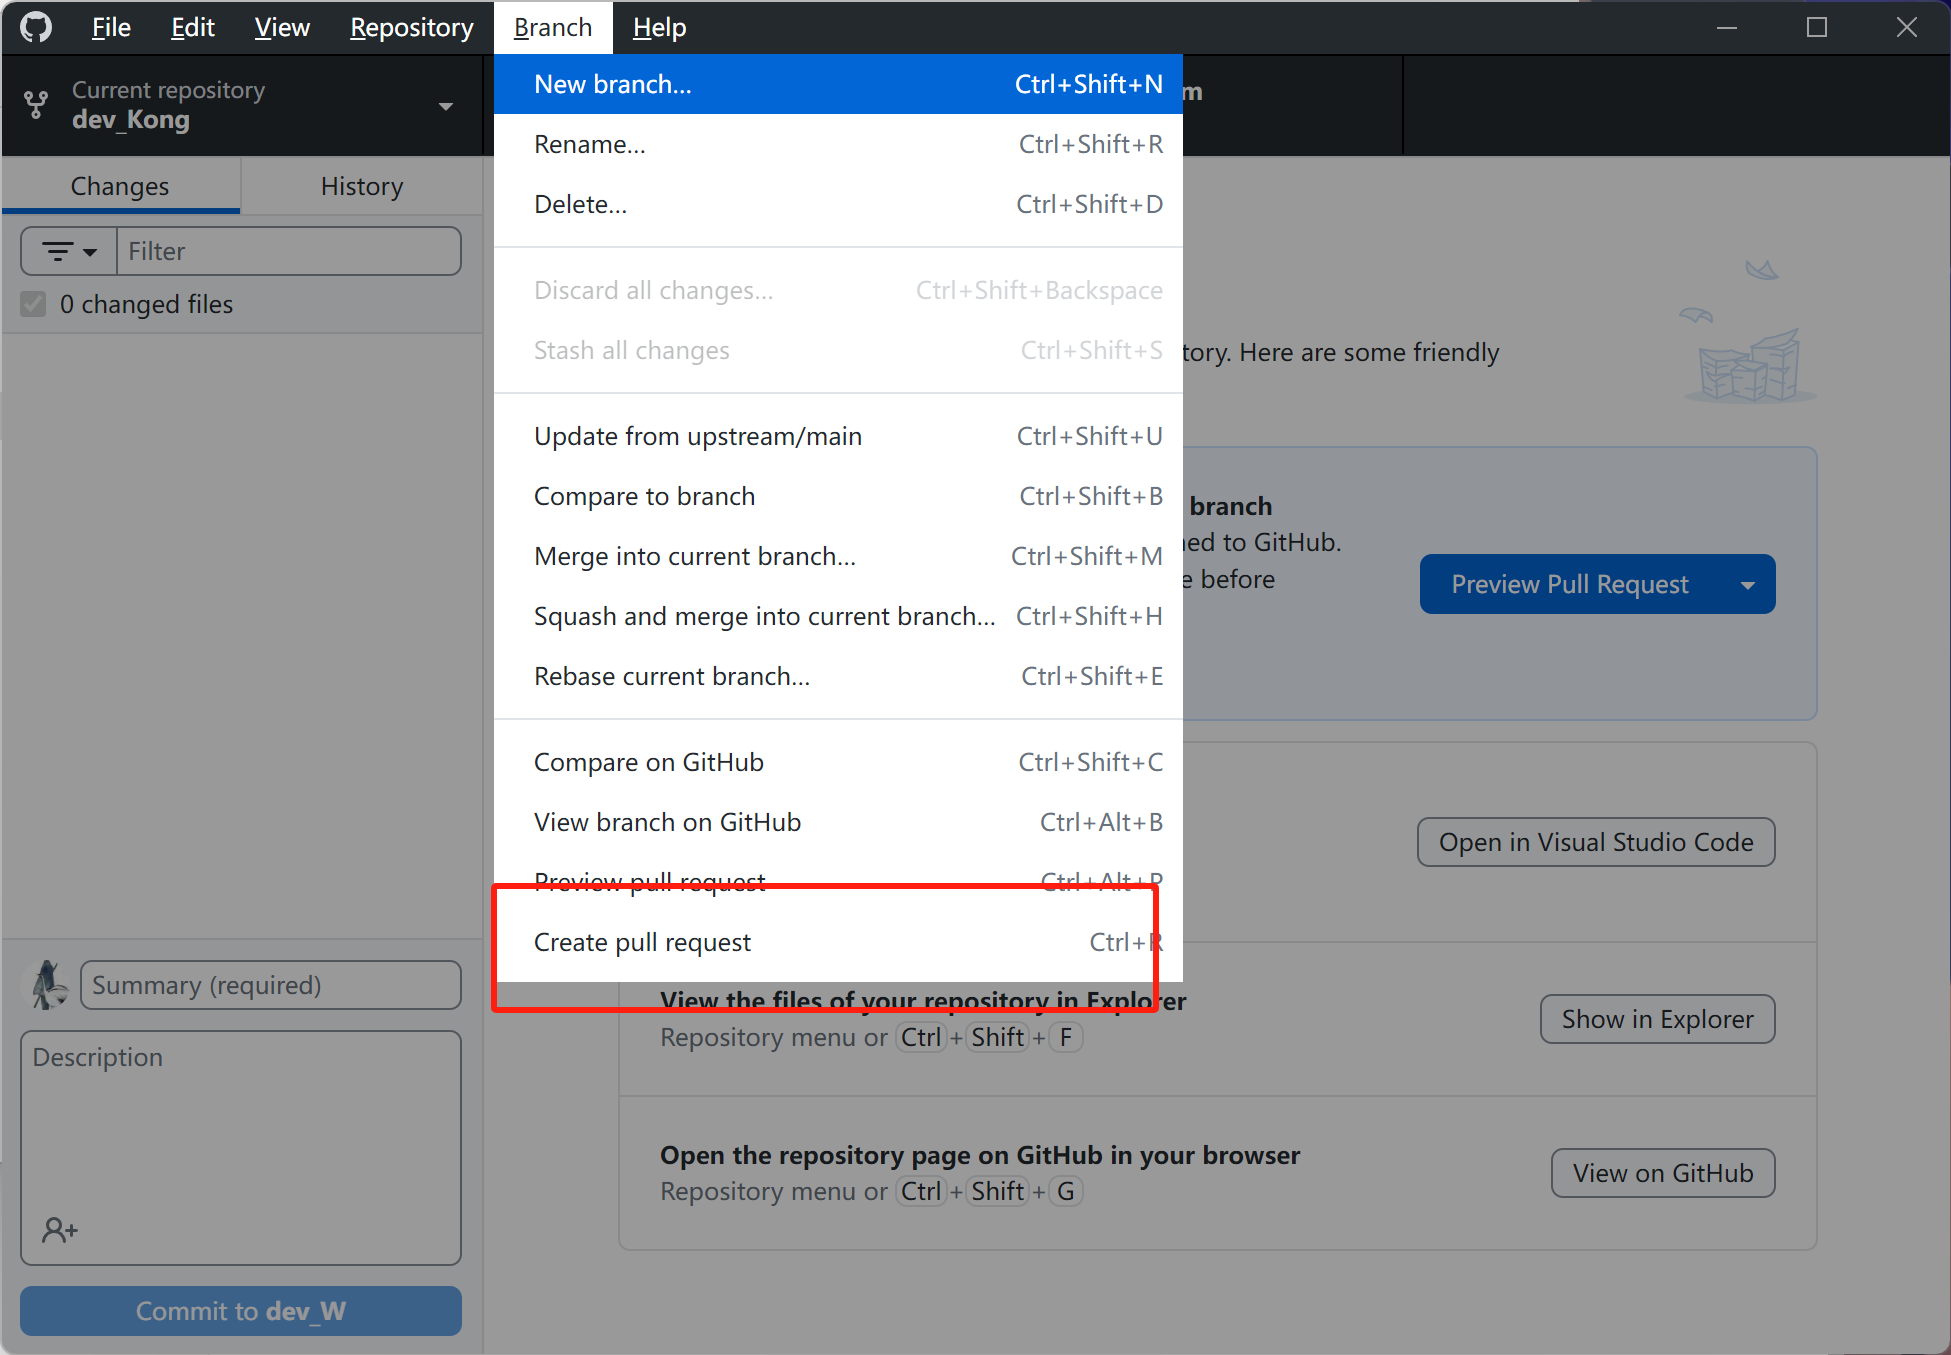 File Edit View Repository Branch Help
Current repository
dev_Kong
m
Changes History
Filter
0 changed files
New branch... Ctrl+Shift+N
Rename... Ctrl+Shift+R
Delete... Ctrl+Shift+D
Discard all changes... Ctrl+Shift+Backspace
Stash all changes Ctrl+Shift+S
Update from upstream/main Ctrl+Shift+U
Compare to branch Ctrl+Shift+B
Merge into current branch... Ctrl+Shift+M
Squash and merge into current branch... Ctrl+Shift+H
Rebase current branch... Ctrl+Shift+E
Compare on GitHub Ctrl+Shift+C
View branch on GitHub Ctrl+Alt+B
Preview pull request Ctrl+Alt+P
Create pull request Ctrl+R
tory. Here are some friendly
branch
ned to GitHub.
e before
Preview Pull Request
Open in Visual Studio Code
View the files of your repository in Explorer
Repository menu or Ctrl + Shift + F
Show in Explorer
Open the repository page on GitHub in your browser
Repository menu or Ctrl + Shift + G
View on GitHub
Summary (required)
Description
Commit to dev_W